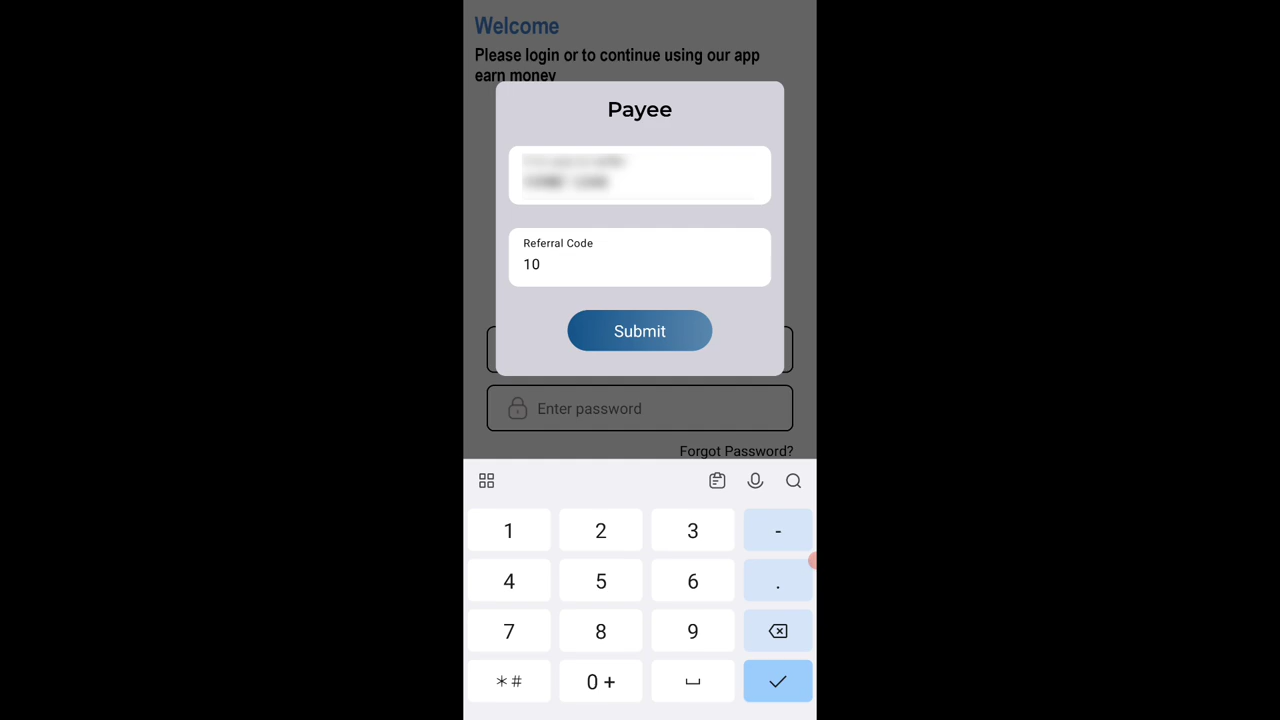 Welcome
Please login or to continue using our app
earn money
Payee
Referral Code
10
Submit
Enter password
Forgot Password?
1 2 3 -
4 5 6 .
7 8 9
*# 0 +